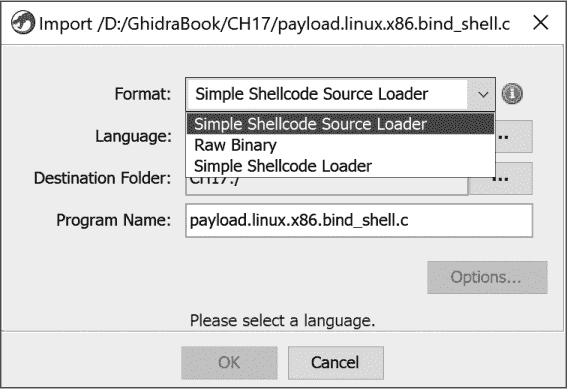 Import /D:/GhidraBook/CH17/payload.linux.x86.bind_shell.c
Format: Simple Shellcode Source Loader
Simple Shellcode Source Loader
Language:
Raw Binary
Simple Shellcode Loader
Destination Folder: CH17:/
...
Program Name: payload.linux.x86.bind_shell.c
Options...
Please select a language.
OK Cancel